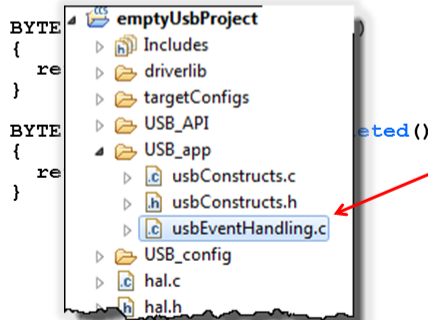 emptyUsbProject
BYTE )
{ Includes
re driverlib
} targetConfigs
USB_API
BYTE eted()
{ USB_app
re usbConstructs.c
} usbConstructs.h
usbEventHandling.c
USB_config
hal.c
hal.h